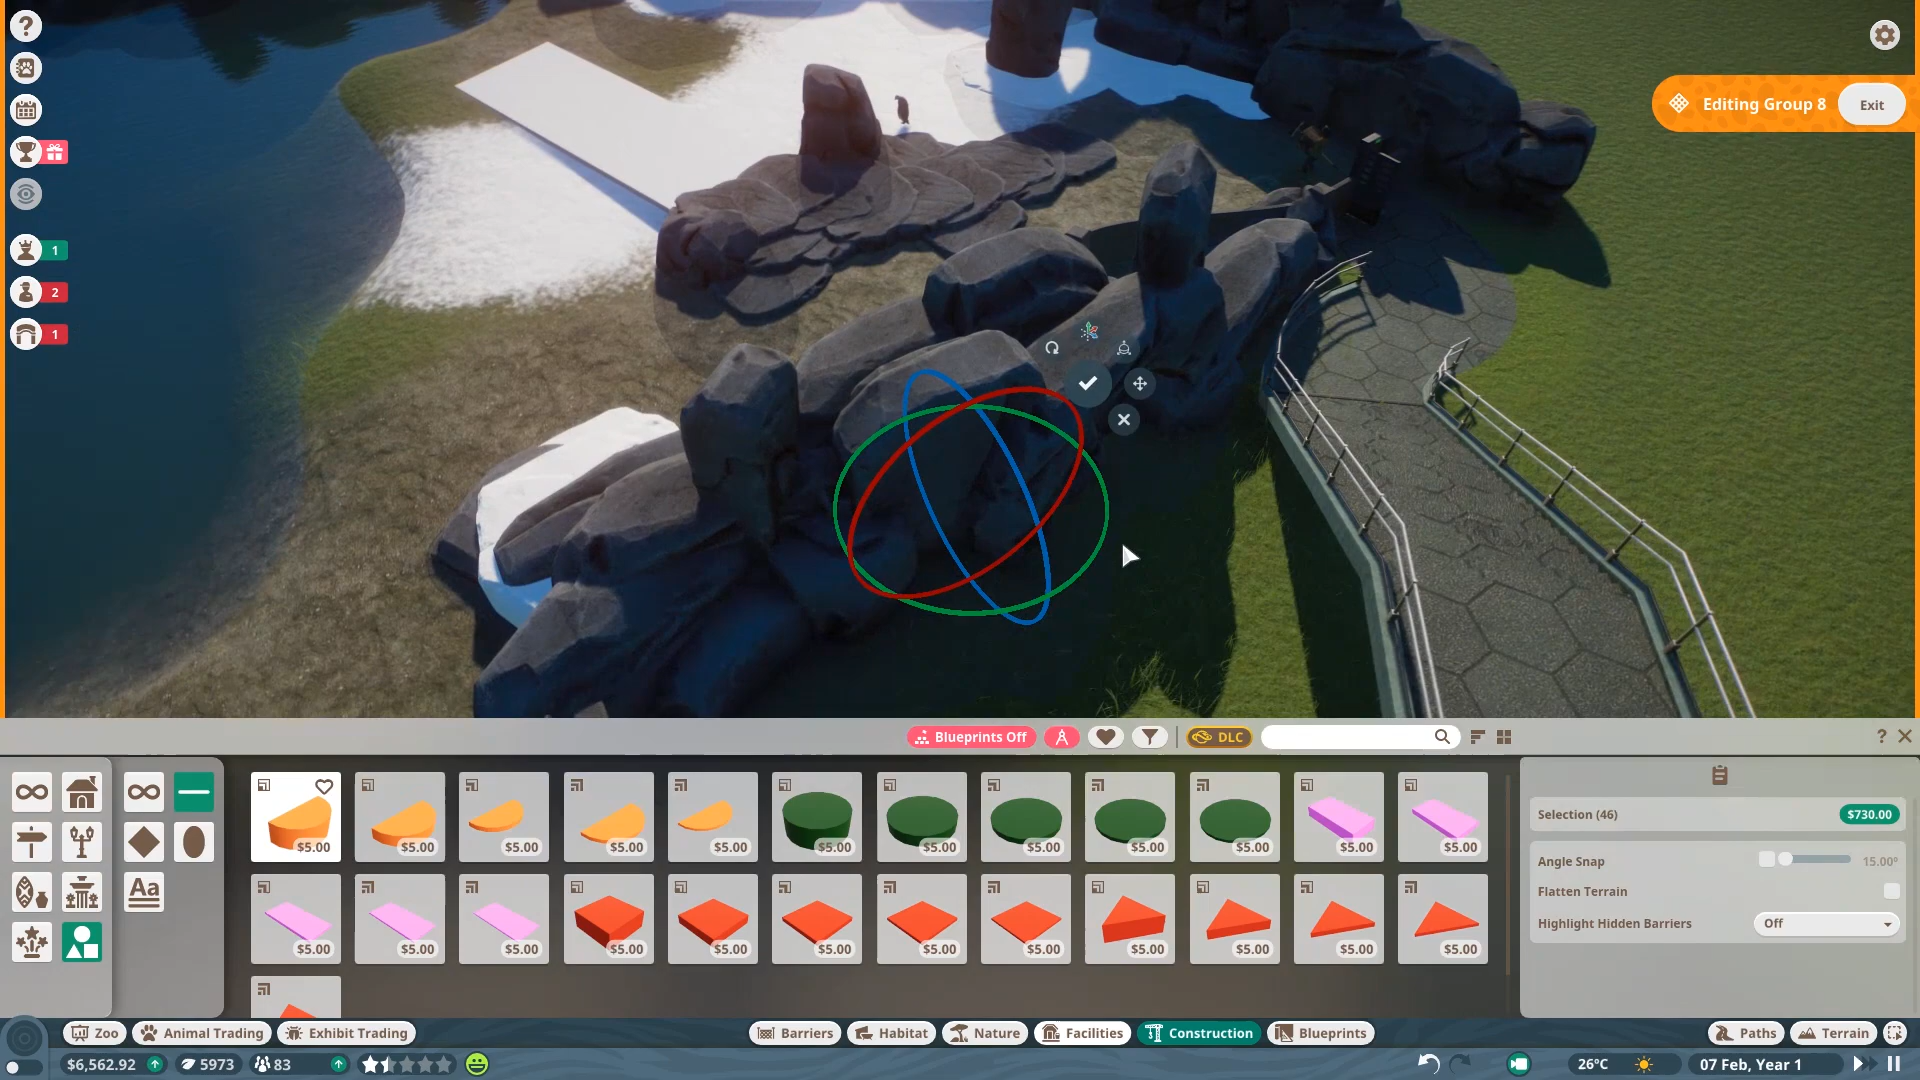 Editing Group 8
Exit
1
2
1
Blueprints Off
DLC
?
$5.00 $5.00 $5.00 $5.00 $5.00 $5.00 $5.00 $5.00 $5.00 $5.00 $5.00 $5.00
Aa
$5.00 $5.00 $5.00 $5.00 $5.00 $5.00 $5.00 $5.00 $5.00 $5.00 $5.00 $5.00
Selection (46)
$730.00
Angle Snap
15.00°
Flatten Terrain
Highlight Hidden Barriers
Off
Zoo
Animal Trading
Exhibit Trading
Barriers
Habitat
Nature
Facilities
Construction
Blueprints
Paths
Terrain
$6,562.92
5973
83
26°C
07 Feb, Year 1